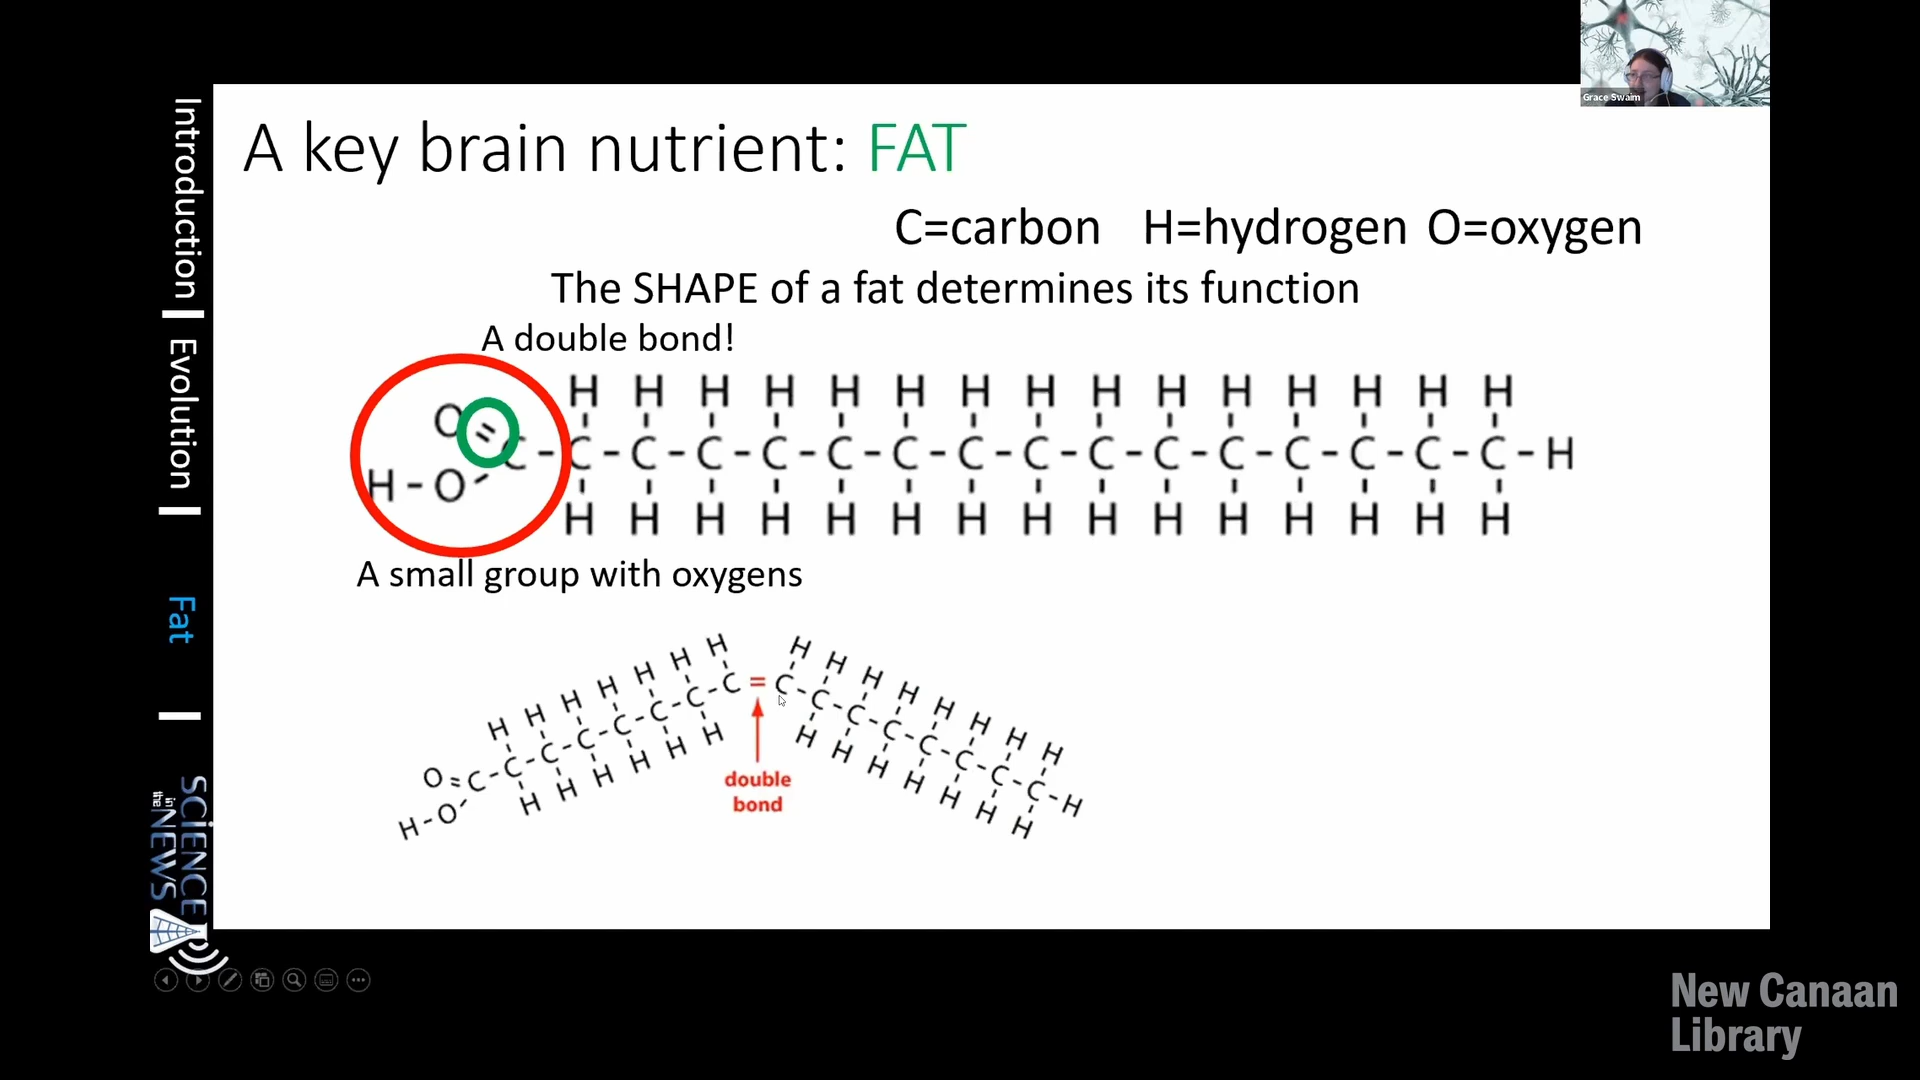 Grace Swaim
A key brain nutrient: FAT
C=carbon H=hydrogen O=oxygen
The SHAPE of a fat determines its function
A double bond!
H H H H H H H H H H H H H H H
O = C - C - C - C - C - C - C - C - C - C - C - C - C - C - C - C - H
H - O
H H H H H H H H H H H H H H H
A small group with oxygens
H H H H H H H H H H H H H H H
O = C - C - C - C - C - C - C - C = C - C - C - C - C - C - C - C - H
H - O
H H H H H H H H H H H H H
double
bond
Introduction
Evolution
Fat
SCIENCE
in the NEWS
New Canaan
Library